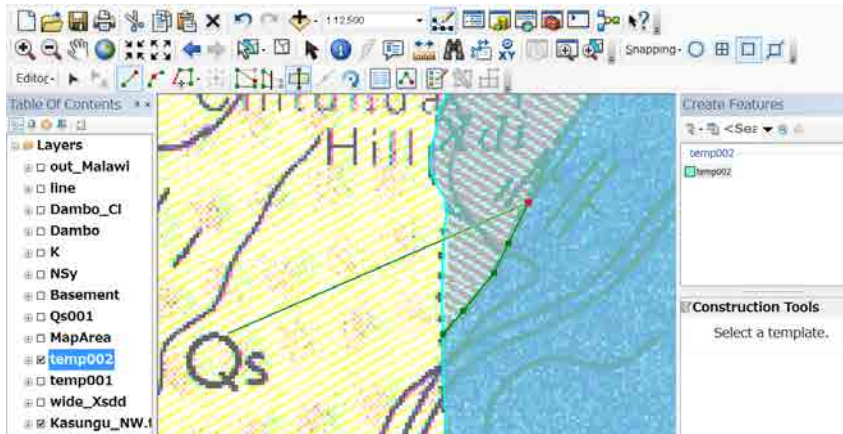 1:12,500
Snapping
Editor
Table Of Contents
Layers
out_Malawi
line
Dambo_Cl
Dambo
K
NSy
Basement
Qs001
MapArea
temp002
temp001
wide_Xsdd
Kasungu_NW.t
Hill
Xdi
Qs
Create Features
temp002
temp002
Construction Tools
Select a template.